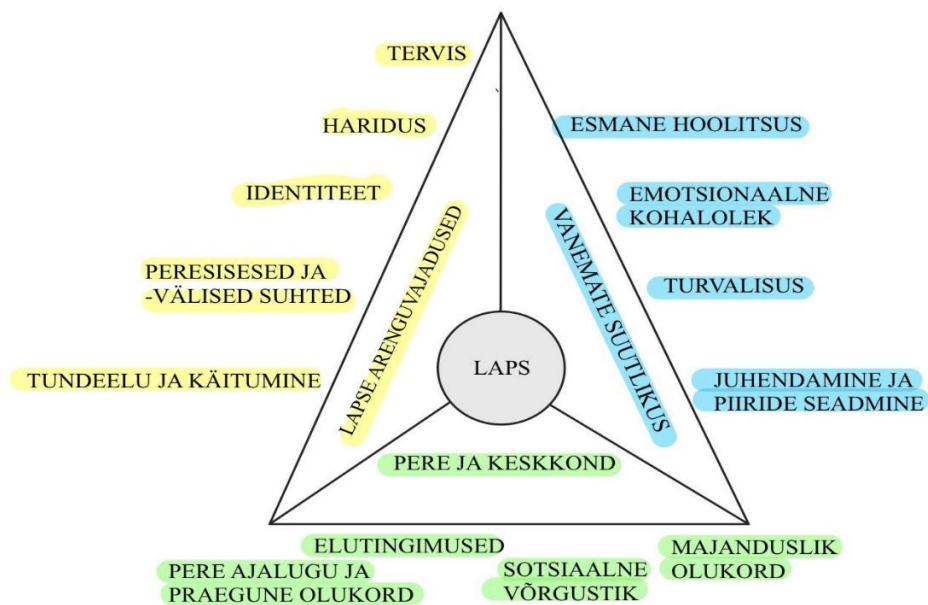 TERVIS
HARIDUS
IDENTITEET
PERESISESED JA
-VÄLISED SUHTED
TUNDEELU JA KÄITUMINE
LAPSE ARENGUVAJADUSED
LAPS
VANEMATE SUUTLIKUS
ESMANE HOOLITSUS
EMOTSIONAALNE
KOHALOLEK
TURVALISUS
JUHENDAMINE JA
PIIRIDE SEADMINE
PERE JA KESKKOND
ELUTINGIMUSED
PERE AJALUGU JA
PRAEGUNE OLUKORD
SOTSIAALNE
VÕRGUSTIK
MAJANDUSLIK
OLUKORD